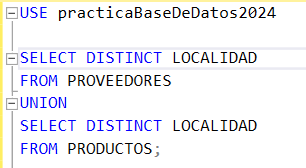 USE practicaBaseDeDatos2024
SELECT DISTINCT LOCALIDAD
FROM PROVEEDORES
UNION
SELECT DISTINCT LOCALIDAD
FROM PRODUCTOS;